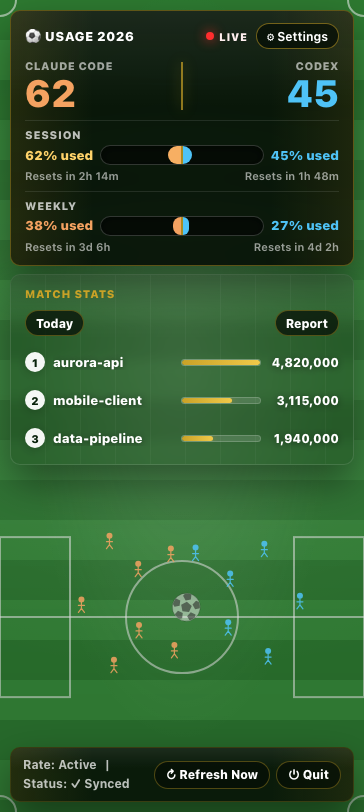 ⚽ USAGE 2026 LIVE ⚙ Settings
CLAUDE CODE CODEX
62 45
SESSION
62% used 45% used
Resets in 2h 14m Resets in 1h 48m
WEEKLY
38% used 27% used
Resets in 3d 6h Resets in 4d 2h
MATCH STATS
Today Report
1 aurora-api 4,820,000
2 mobile-client 3,115,000
3 data-pipeline 1,940,000
Rate: Active |
Status: ✓ Synced
↻ Refresh Now ⏻ Quit